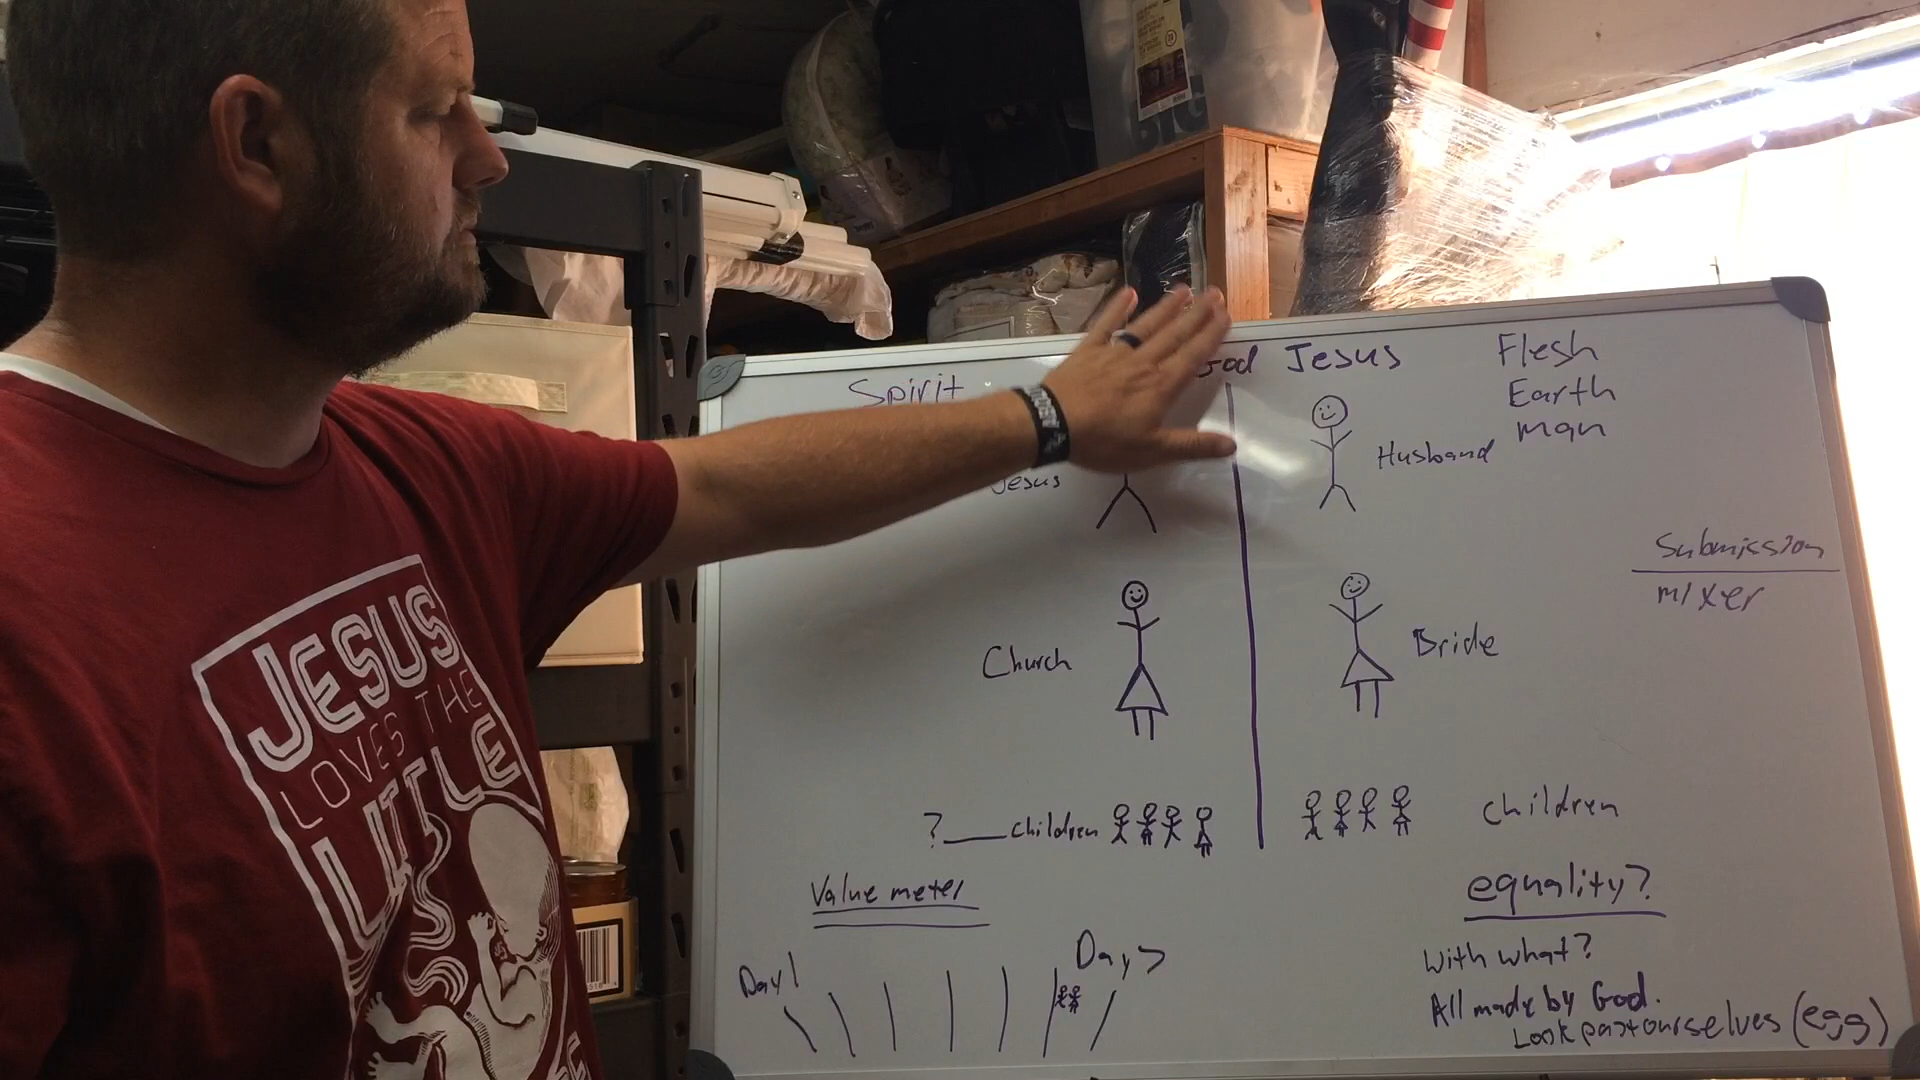 Spirit
God Jesus
Flesh
Earth
man
Husband
Jesus
Submission
mixer
Church
Bride
? children
children
Value meter
equality?
Day 1
Day 7
With what?
All made by God.
Look past ourselves (egg)
JESUS
LOVES THE
LITTLE